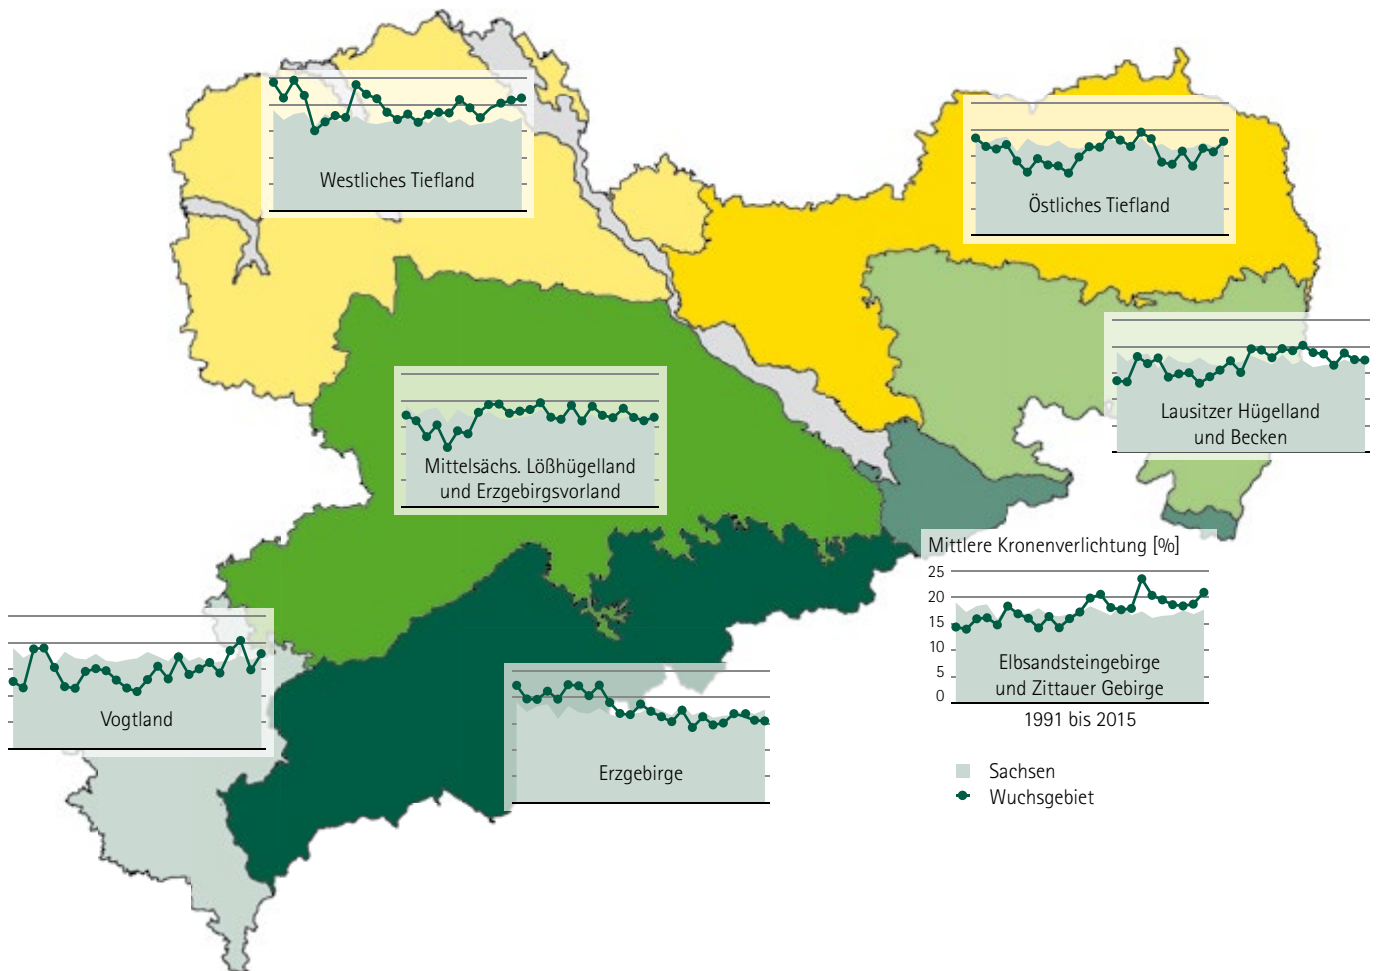 Westliches Tiefland
Östliches Tiefland
Lausitzer Hügelland
und Becken
Mittelsächs. Lößhügelland
und Erzgebirgsvorland
Mittlere Kronenverlichtung [%]
25
20
15
10
5
0
Elbsandsteingebirge
und Zittauer Gebirge
1991 bis 2015
Vogtland
Erzgebirge
Sachsen
Wuchsgebiet